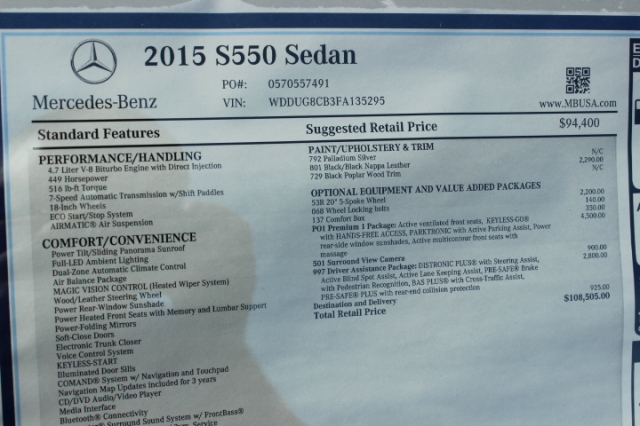 2015 S550 Sedan
PO#: 0570557491
VIN: WDDUG8CB3FA135295
Mercedes-Benz
www.MBUSA.com
Standard Features
Suggested Retail Price $94,400
PERFORMANCE/HANDLING
4.7 Liter V-8 Biturbo Engine with Direct Injection
449 Horsepower
516 lb-ft Torque
7-Speed Automatic Transmission w/Shift Paddles
18-Inch Wheels
ECO Start/Stop System
AIRMATIC® Air Suspension
COMFORT/CONVENIENCE
Power Tilt/Sliding Panorama Sunroof
Full-LED Ambient Lighting
Dual-Zone Automatic Climate Control
Air Balance Package
MAGIC VISION CONTROL (Heated Wiper System)
Wood/Leather Steering Wheel
Power Rear-Window Sunshade
Power Heated Front Seats with Memory and Lumbar Support
Power-Folding Mirrors
Soft-Close Doors
Electronic Trunk Closer
Voice Control System
KEYLESS-START
Illuminated Door Sills
COMAND® System w/ Navigation and Touchpad
Navigation Map Updates included for 3 years
CD/DVD Audio/Video Player
Media Interface
Bluetooth® Connectivity
Surround Sound System w/ FrontBass®
PAINT/UPHOLSTERY & TRIM
792 Palladium Silver N/C
801 Black/Black Nappa Leather 2,290.00
729 Black Poplar Wood Trim N/C
OPTIONAL EQUIPMENT AND VALUE ADDED PACKAGES
53R 20" 5-Spoke Wheel 2,200.00
068 Wheel Locking bolts 140.00
137 Comfort Box 350.00
PO1 Premium 1 Package: Active ventilated front seats, KEYLESS-GO® 4,500.00
with HANDS-FREE ACCESS, PARKTRONIC with Active Parking Assist, Power
rear-side window sunshades, Active multicontour front seats with
massage
501 Surround View Camera 900.00
997 Driver Assistance Package: DISTRONIC PLUS® with Steering Assist, 2,800.00
Active Blind Spot Assist, Active Lane Keeping Assist, PRE-SAFE® Brake
with Pedestrian Recognition, BAS PLUS® with Cross-Traffic Assist,
PRE-SAFE® PLUS with rear-end collision protection
Destination and Delivery 925.00
Total Retail Price $108,505.00